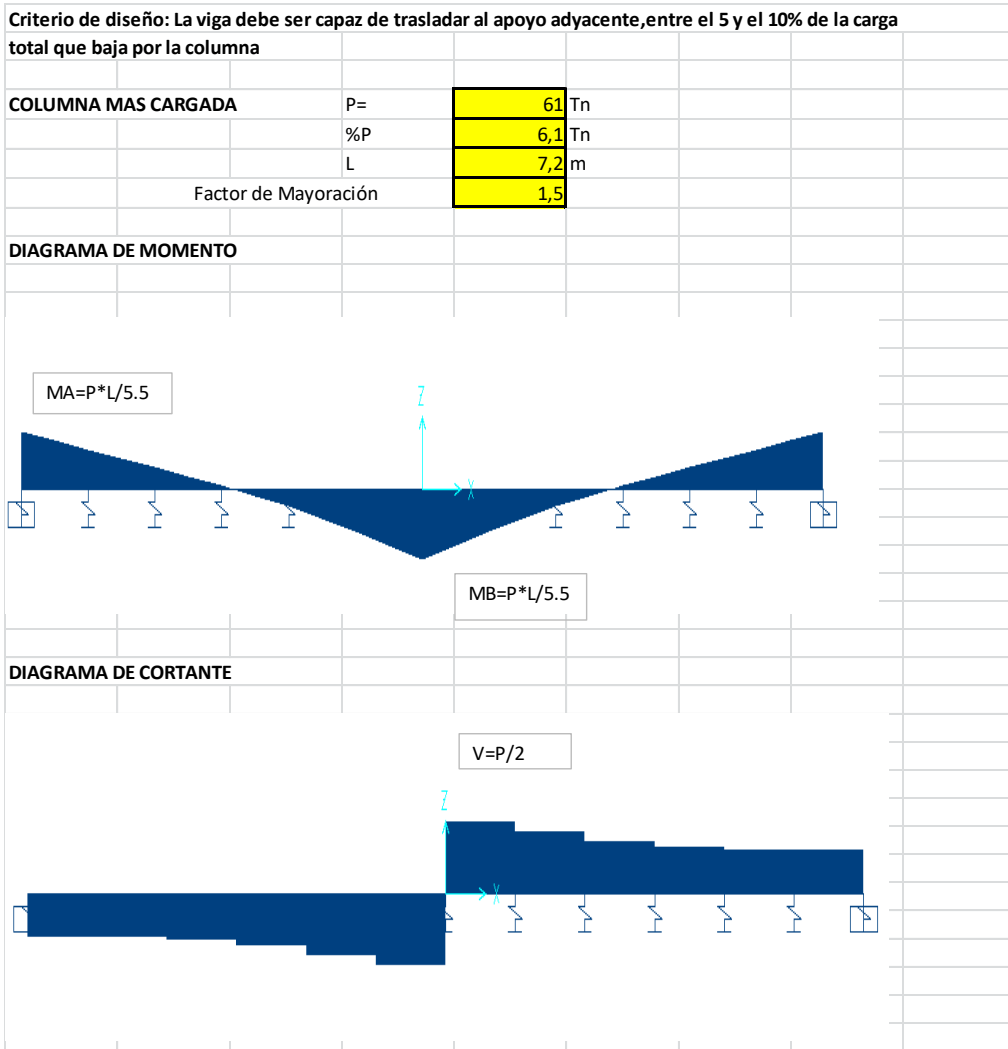 Criterio de diseño: La viga debe ser capaz de trasladar al apoyo adyacente,entre el 5 y el 10% de la carga
total que baja por la columna
COLUMNA MAS CARGADA P= 61 Tn
%P 6,1 Tn
L 7,2 m
Factor de Mayoración 1,5
DIAGRAMA DE MOMENTO
MA=P*L/5.5
Z
X
MB=P*L/5.5
DIAGRAMA DE CORTANTE
V=P/2
Z
X